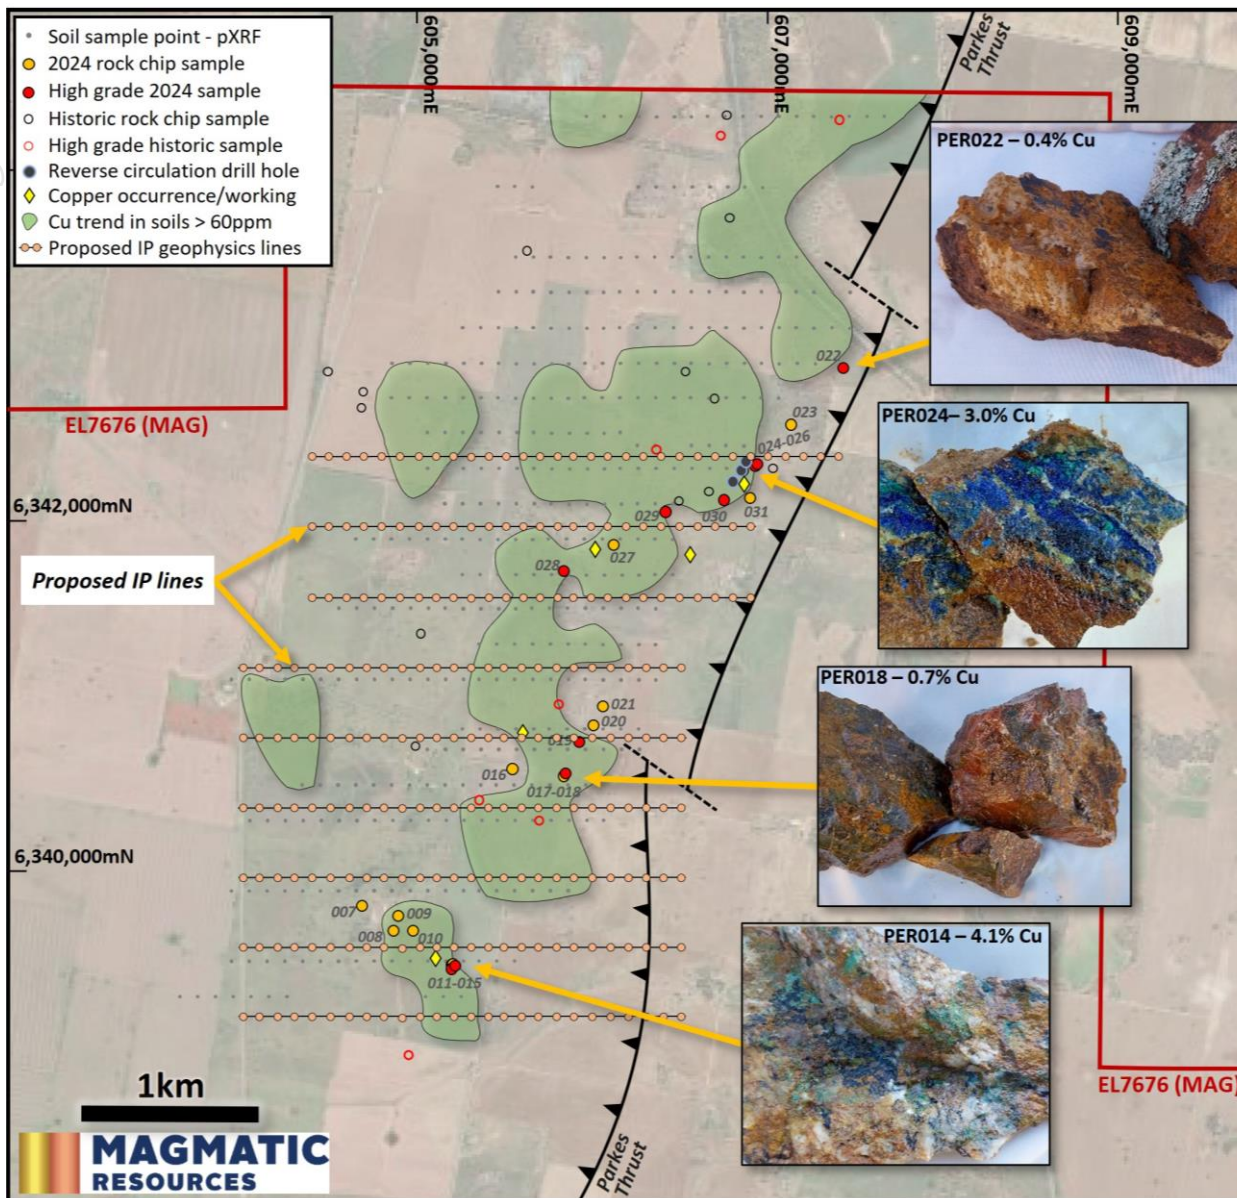 Soil sample point - pXRF
2024 rock chip sample
High grade 2024 sample
Historic rock chip sample
High grade historic sample
Reverse circulation drill hole
Copper occurrence/working
Cu trend in soils > 60ppm
Proposed IP geophysics lines
605,000mE
607,000mE
609,000mE
Parkes
Thrust
PER022 – 0.4% Cu
022
EL7676 (MAG)
023
PER024– 3.0% Cu
024-026
6,342,000mN
029
030
031
027
028
Proposed IP lines
PER018 – 0.7% Cu
021
020
019
016
017-018
6,340,000mN
007
009
008
010
PER014 – 4.1% Cu
011-015
1km
EL7676 (MAG)
MAGMATIC
RESOURCES
Parkes
Thrust